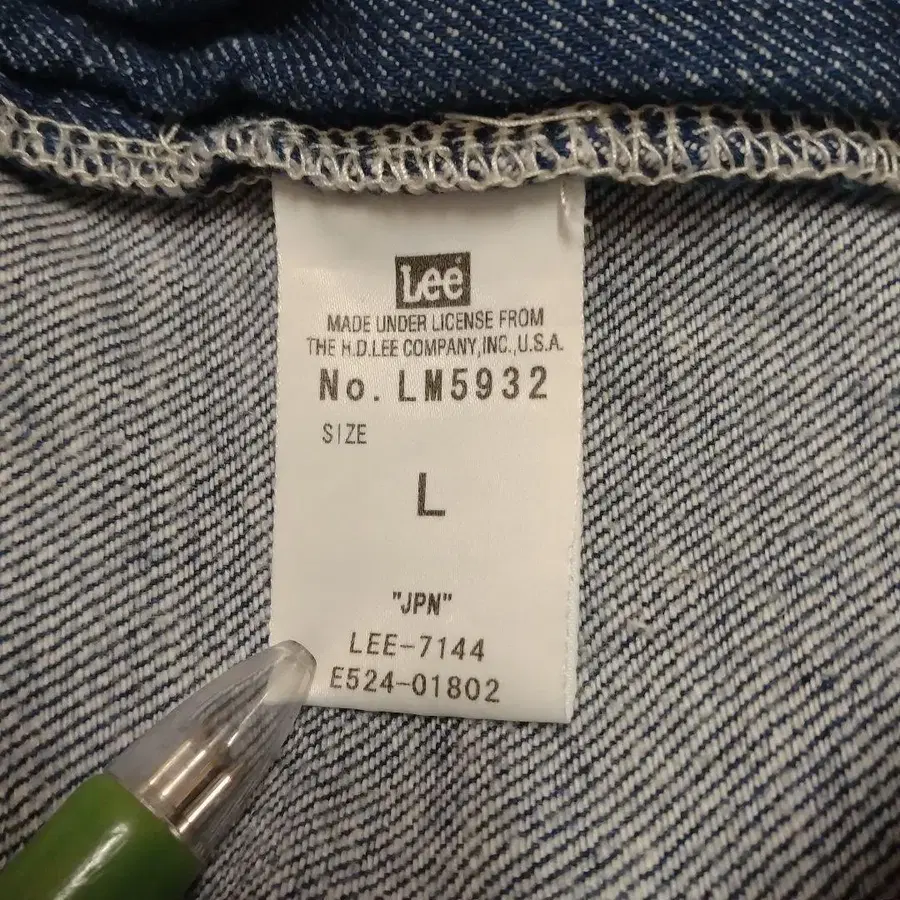 Lee
MADE UNDER LICENSE FROM
THE H.D.LEE COMPANY,INC.,U.S.A.
No. LM5932
SIZE
L
"JPN"
LEE-7144
E524-01802